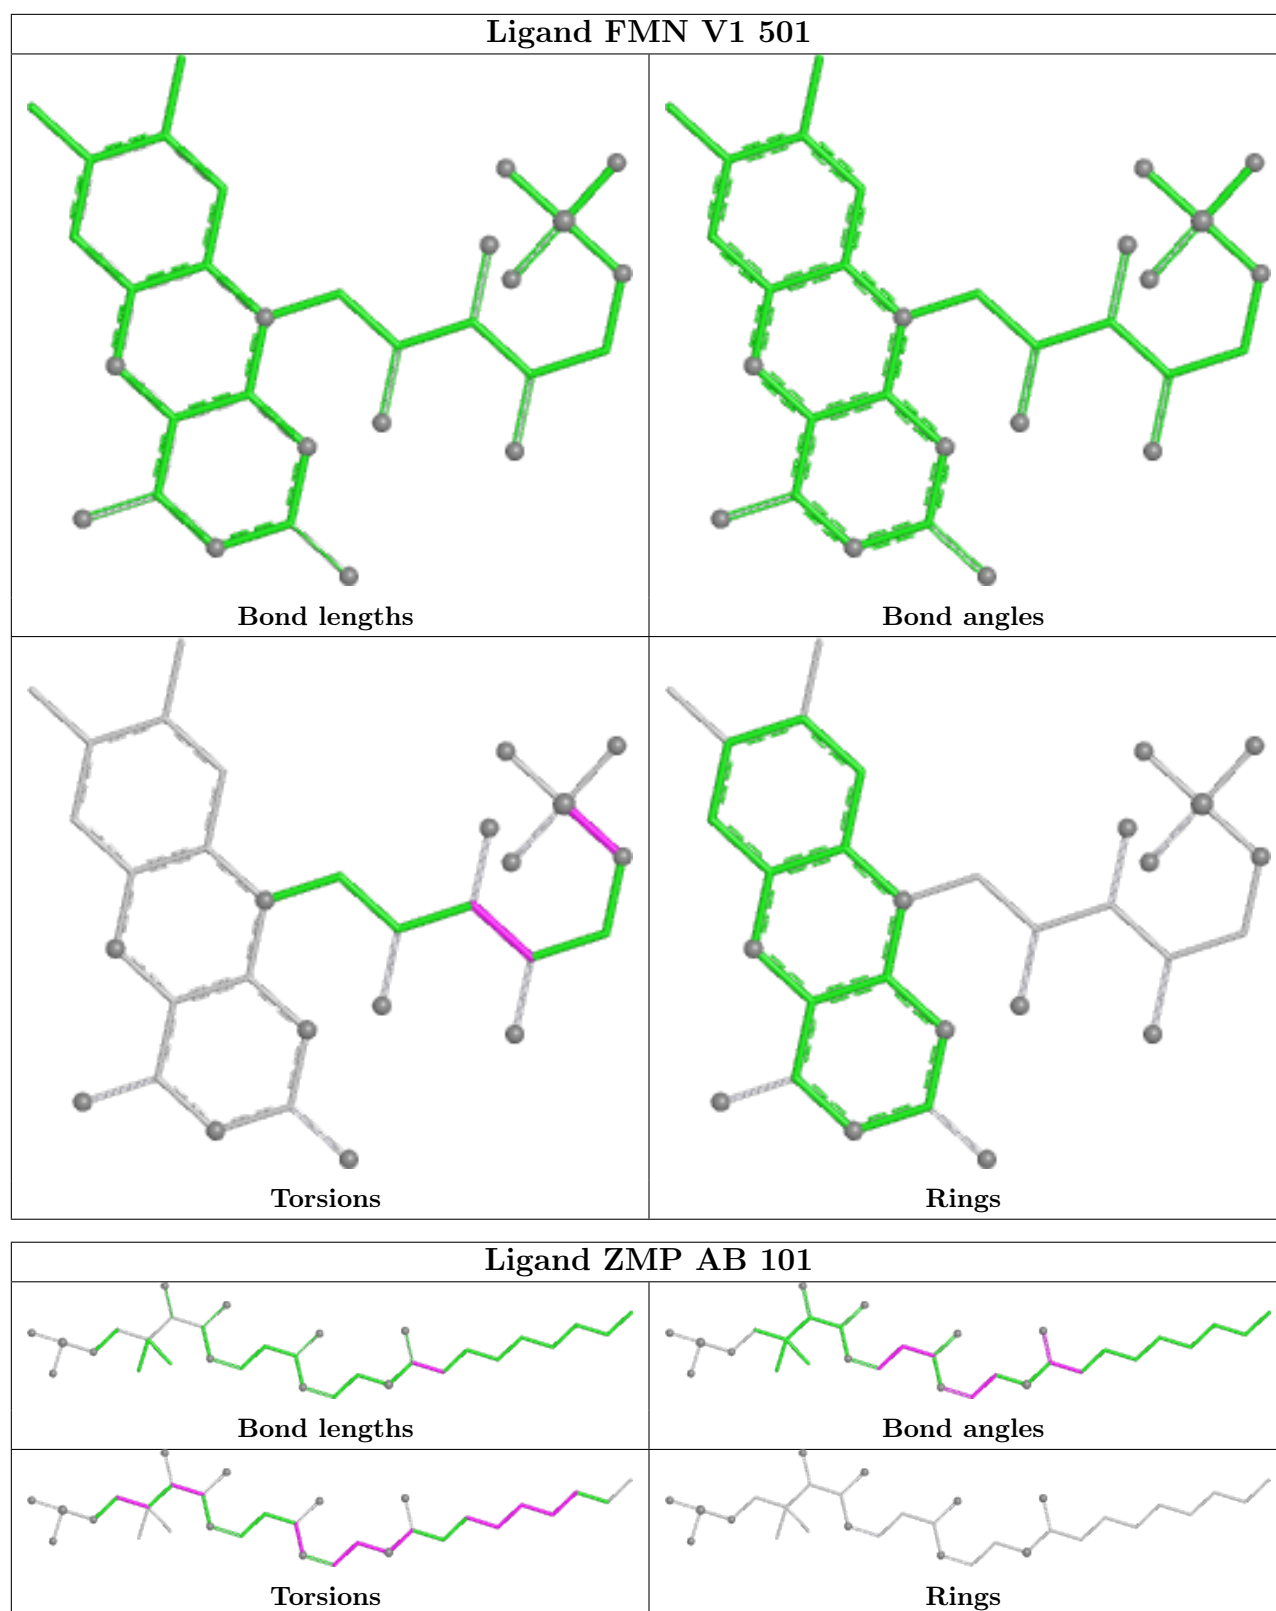 Ligand FMN V1 501
Bond lengths
Bond angles
Torsions
Rings
Ligand ZMP AB 101
Bond lengths
Bond angles
Torsions
Rings